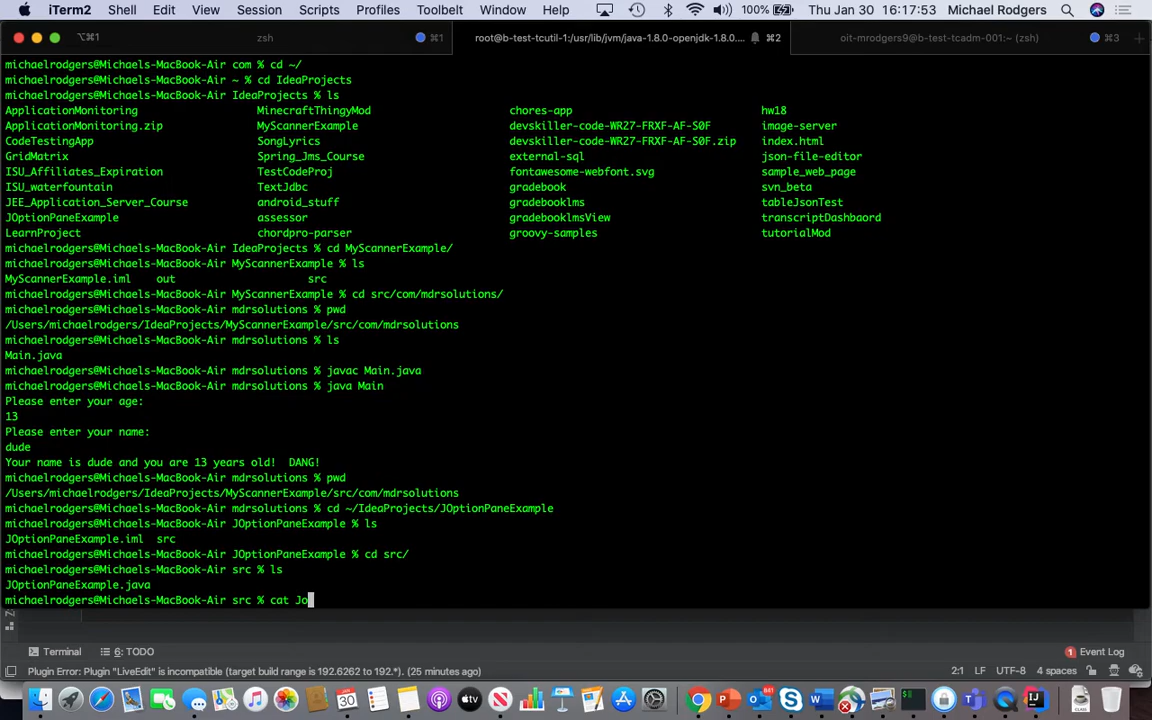 iTerm2 Shell Edit View Session Scripts Profiles Toolbelt Window Help 100% Thu Jan 30 16:17:53 Michael Rodgers
⌥⌘1 zsh ⌘1 root@b-test-tcutil-1:/usr/lib/jvm/java-1.8.0-openjdk-1.8.0.... ⌘2 oit-mrodgers9@b-test-tcadm-001:~ (zsh) ⌘3
michaelrodgers@Michaels-MacBook-Air com % cd ~/
michaelrodgers@Michaels-MacBook-Air ~ % cd IdeaProjects
michaelrodgers@Michaels-MacBook-Air IdeaProjects % ls
ApplicationMonitoring MinecraftThingyMod chores-app hw18
ApplicationMonitoring.zip MyScannerExample devskiller-code-WR27-FRXF-AF-S0F image-server
CodeTestingApp SongLyrics devskiller-code-WR27-FRXF-AF-S0F.zip index.html
GridMatrix Spring_Jms_Course external-sql json-file-editor
ISU_Affiliates_Expiration TestCodeProj fontawesome-webfont.svg sample_web_page
ISU_waterfountain TextJdbc gradebook svn_beta
JEE_Application_Server_Course android_stuff gradebooklms tableJsonTest
JOptionPaneExample assessor gradebooklmsView transcriptDashbaord
LearnProject chordpro-parser groovy-samples tutorialMod
michaelrodgers@Michaels-MacBook-Air IdeaProjects % cd MyScannerExample/
michaelrodgers@Michaels-MacBook-Air MyScannerExample % ls
MyScannerExample.iml out src
michaelrodgers@Michaels-MacBook-Air MyScannerExample % cd src/com/mdrsolutions/
michaelrodgers@Michaels-MacBook-Air mdrsolutions % pwd
/Users/michaelrodgers/IdeaProjects/MyScannerExample/src/com/mdrsolutions
michaelrodgers@Michaels-MacBook-Air mdrsolutions % ls
Main.java
michaelrodgers@Michaels-MacBook-Air mdrsolutions % javac Main.java
michaelrodgers@Michaels-MacBook-Air mdrsolutions % java Main
Please enter your age:
13
Please enter your name:
dude
Your name is dude and you are 13 years old!  DANG!
michaelrodgers@Michaels-MacBook-Air mdrsolutions % pwd
/Users/michaelrodgers/IdeaProjects/MyScannerExample/src/com/mdrsolutions
michaelrodgers@Michaels-MacBook-Air mdrsolutions % cd ~/IdeaProjects/JOptionPaneExample
michaelrodgers@Michaels-MacBook-Air JOptionPaneExample % ls
JOptionPaneExample.iml src
michaelrodgers@Michaels-MacBook-Air JOptionPaneExample % cd src/
michaelrodgers@Michaels-MacBook-Air src % ls
JOptionPaneExample.java
michaelrodgers@Michaels-MacBook-Air src % cat Jo
Terminal 6: TODO 1 Event Log
Plugin Error: Plugin "LiveEdit" is incompatible (target build range is 192.6262 to 192.*). (25 minutes ago) 2:1 LF UTF-8 4 spaces